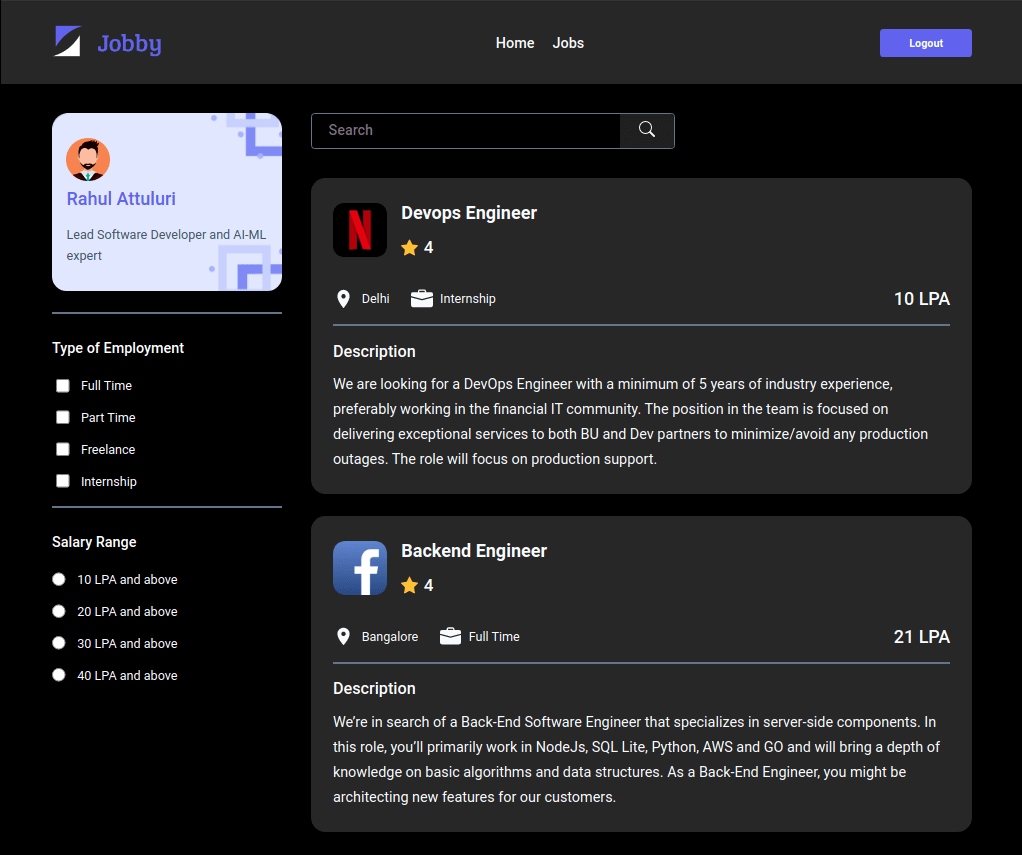 Jobby
Home
Jobs
Logout
Rahul Attuluri
Lead Software Developer and AI-ML
expert
Type of Employment
Full Time
Part Time
Freelance
Internship
Salary Range
10 LPA and above
20 LPA and above
30 LPA and above
40 LPA and above
Search
N
Devops Engineer
4
Delhi
Internship
10 LPA
Description
We are looking for a DevOps Engineer with a minimum of 5 years of industry experience,
preferably working in the financial IT community. The position in the team is focused on
delivering exceptional services to both BU and Dev partners to minimize/avoid any production
outages. The role will focus on production support.
f
Backend Engineer
4
Bangalore
Full Time
21 LPA
Description
We’re in search of a Back-End Software Engineer that specializes in server-side components. In
this role, you’ll primarily work in NodeJs, SQL Lite, Python, AWS and GO and will bring a depth of
knowledge on basic algorithms and data structures. As a Back-End Engineer, you might be
architecting new features for our customers.